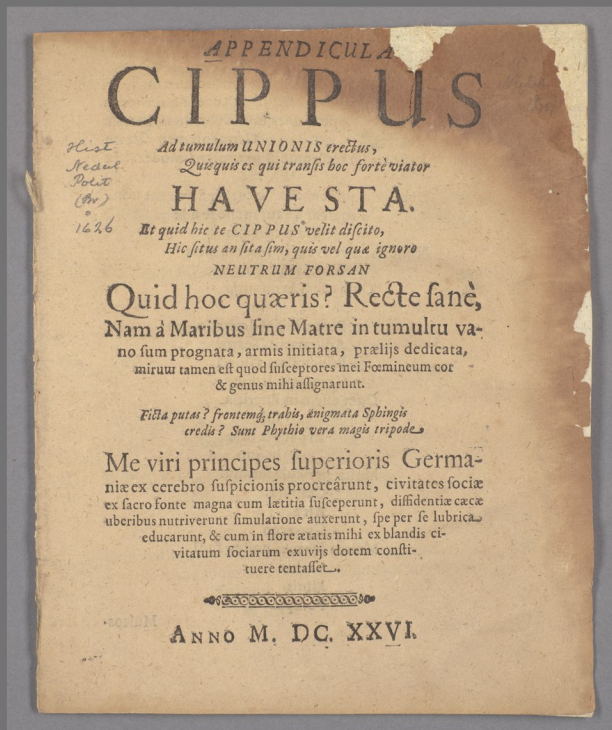 APPENDICULA
CIPPUS
Ad tumulum UNIONIS erectus,
Quisquis es qui transis hoc fortè viator
HAVE STA.
Et quid hic te CIPPUS velit discito,
Hic situs an sita sim, quis vel quæ ignoro
NEUTRUM FORSAN
Quid hoc quæris? Recte sanè,
Nam à Maribus sine Matre in tumultu va-
no sum prognata, armis initiata, prælijs dedicata,
mirum tamen est quod susceptores mei Fœmineum cor
& genus mihi assignarunt.
Ficta putas? frontemq́; trahis, ænigmata Sphingis
credis? Sunt Phythio vera magis tripode.
Me viri principes superioris Germa-
niæ ex cerebro suspicionis procreârunt, civitates sociæ
ex sacro fonte magna cum lætitia susceperunt, diffidentiæ cæcæ
uberibus nutriverunt simulatione auxerunt, spe per se lubrica
educarunt, & cum in flore ætatis mihi ex blandis ci-
vitatum sociarum exuvijs dotem consti-
tuere tentasset.
ANNO M. DC. XXVI.
Hist
Nederl.
Polit
(Br)
1626